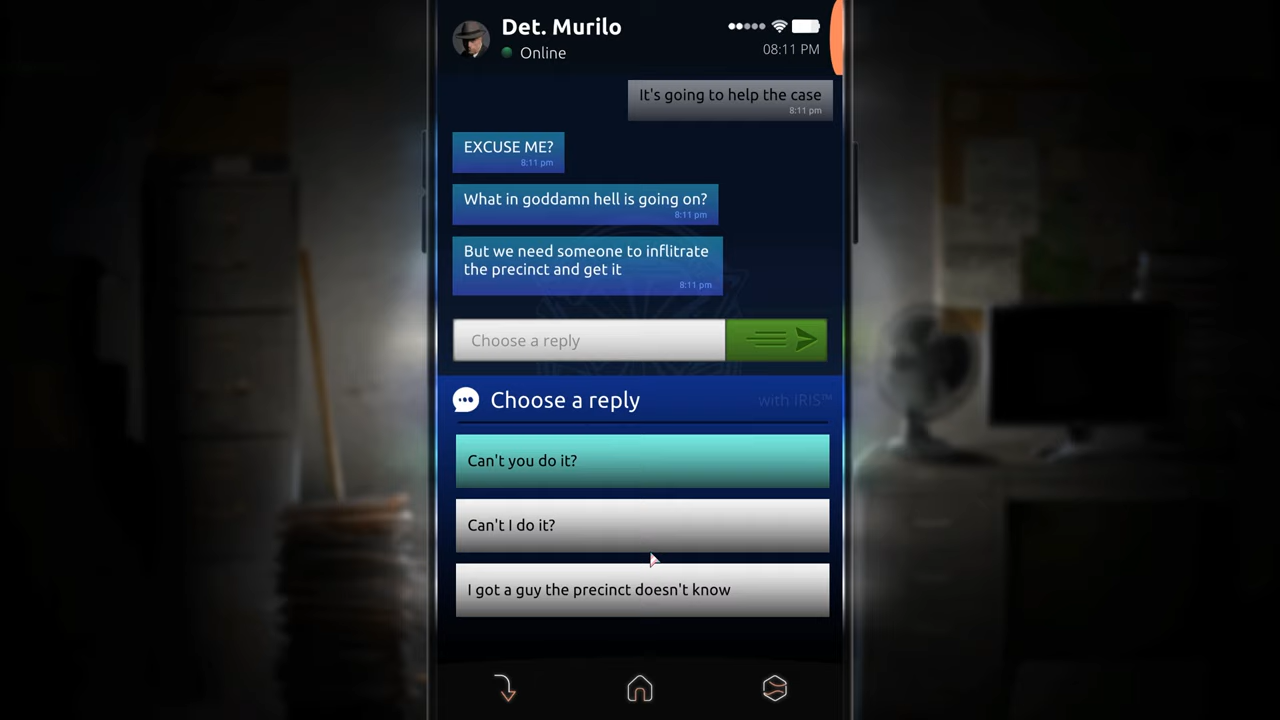 Det. Murilo
Online
08:11 PM
It's going to help the case
8:11 pm
EXCUSE ME?
8:11 pm
What in goddamn hell is going on?
8:11 pm
But we need someone to inflitrate
the precinct and get it
8:11 pm
Choose a reply
Choose a reply
with IRIS™
Can't you do it?
Can't I do it?
I got a guy the precinct doesn't know